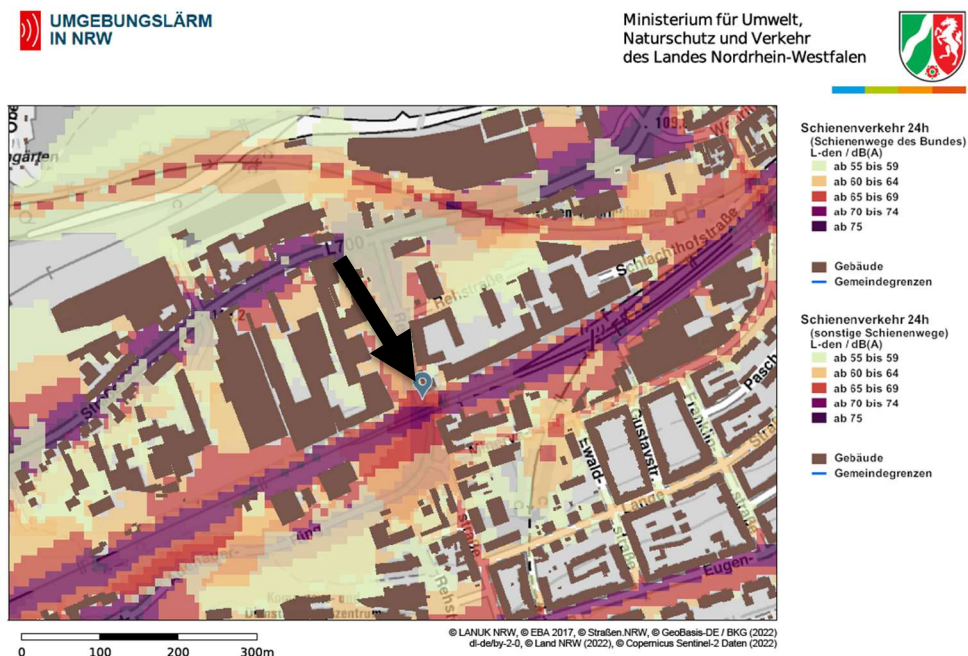 UMGEBUNGSLÄRM
IN NRW
Ministerium für Umwelt,
Naturschutz und Verkehr
des Landes Nordrhein-Westfalen
L700
Rehstraße
Schlachthofstraße
Ewald-
straße
Gustavstr.
Lange
straße
Eugen-
Pasch
straße
Rehst
Schienenverkehr 24h
(Schienenwege des Bundes)
L-den / dB(A)
ab 55 bis 59
ab 60 bis 64
ab 65 bis 69
ab 70 bis 74
ab 75
Gebäude
Gemeindegrenzen
Schienenverkehr 24h
(sonstige Schienenwege)
L-den / dB(A)
ab 55 bis 59
ab 60 bis 64
ab 65 bis 69
ab 70 bis 74
ab 75
Gebäude
Gemeindegrenzen
0 100 200 300m
© LANUK NRW, © EBA 2017, © Straßen.NRW, © GeoBasis-DE / BKG (2022)
dl-de/by-2-0, © Land NRW (2022), © Copernicus Sentinel-2 Daten (2022)